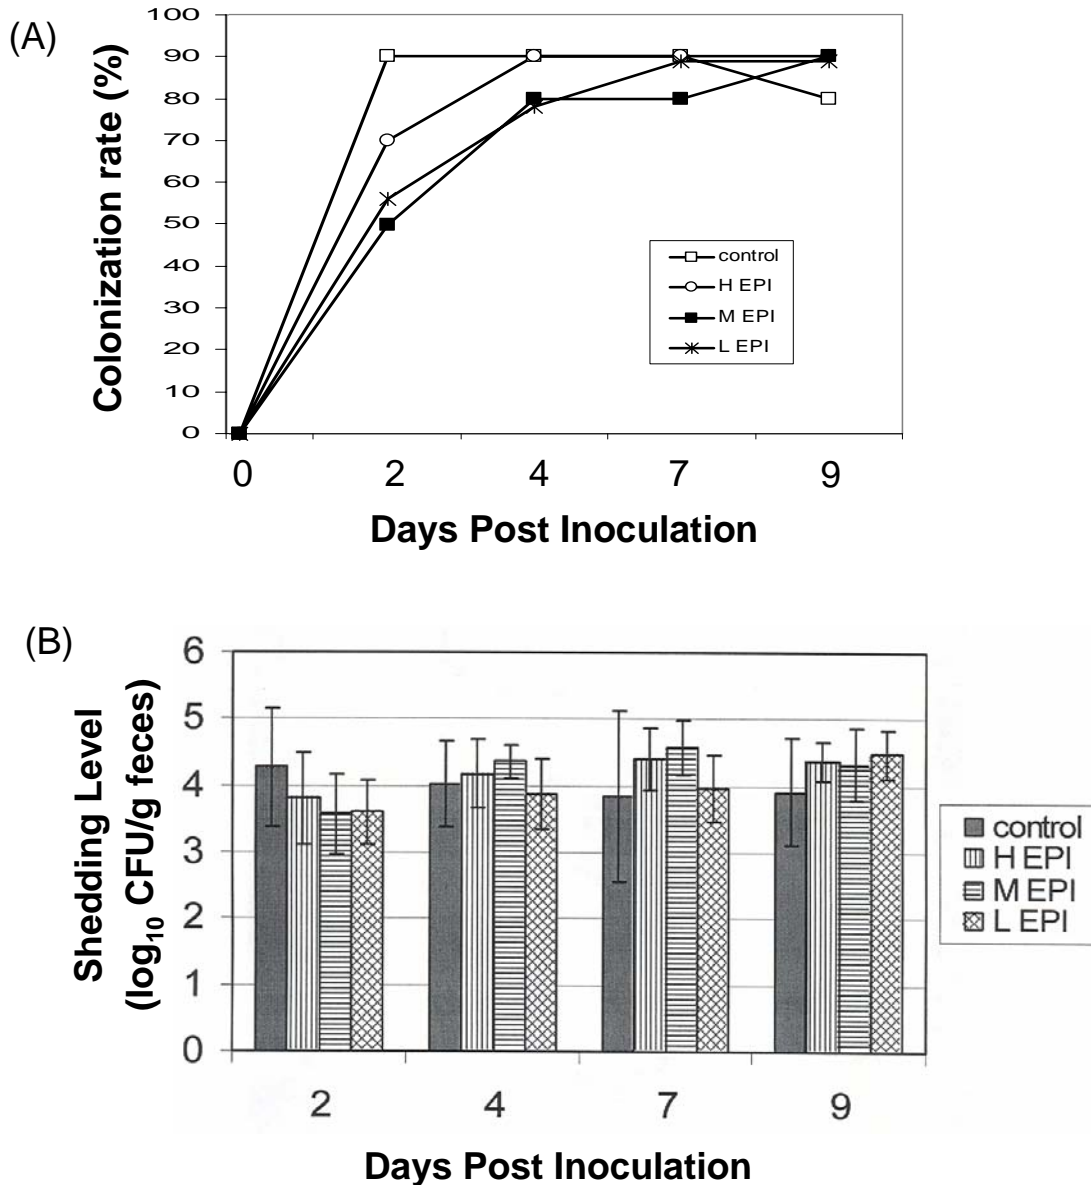 (A)
Colonization rate (%)
100
90
80
70
60
50
40
30
20
10
0
control
H EPI
M EPI
L EPI
0 2 4 7 9
Days Post Inoculation
(B)
Shedding Level
(log₁₀ CFU/g feces)
6
5
4
3
2
1
0
control
H EPI
M EPI
L EPI
2 4 7 9
Days Post Inoculation